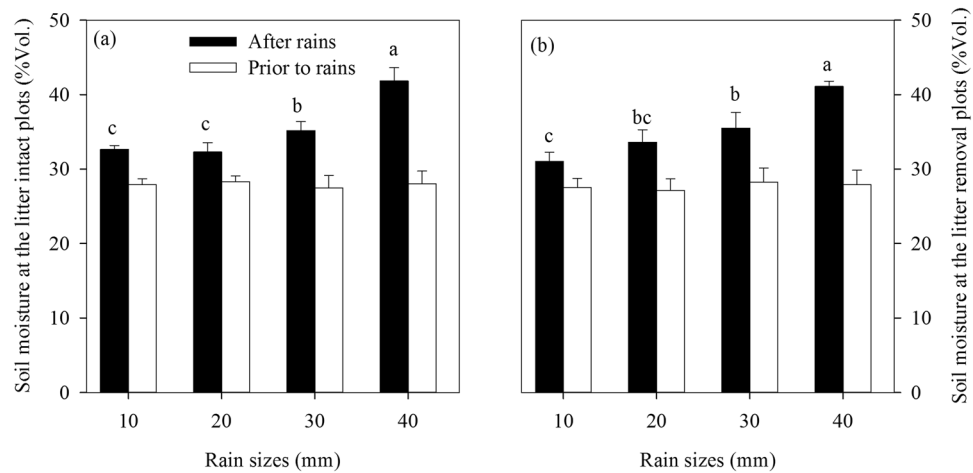 Soil moisture at the litter intact plots (%Vol.)
50
40
30
20
10
0
(a)
After rains
Prior to rains
c
c
b
a
10 20 30 40
Rain sizes (mm)
(b)
c
bc
b
a
10 20 30 40
Rain sizes (mm)
50
40
30
20
10
0
Soil moisture at the litter removal plots (%Vol.)